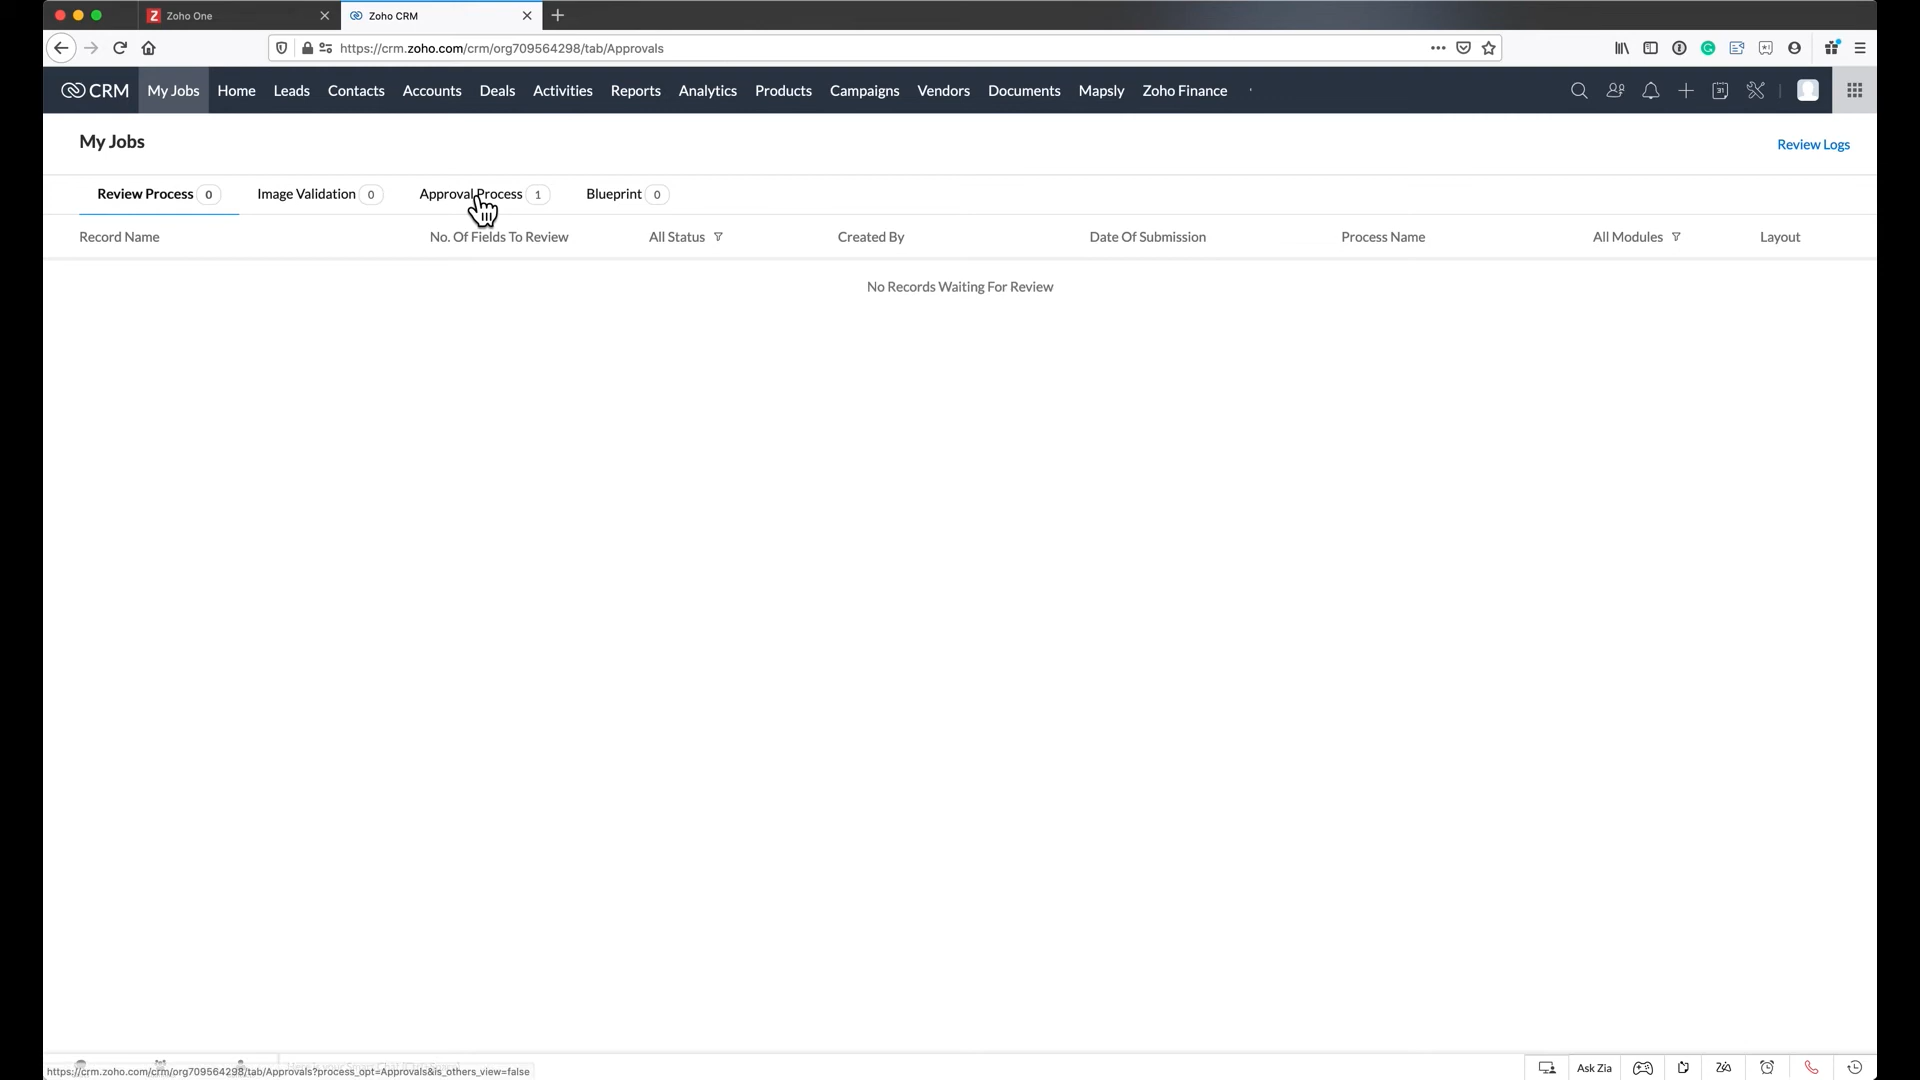 Zoho One
Zoho CRM
https://crm.zoho.com/crm/org709564298/tab/Approvals
CRM My Jobs Home Leads Contacts Accounts Deals Activities Reports Analytics Products Campaigns Vendors Documents Mapsly Zoho Finance
My Jobs
Review Logs
Review Process 0 Image Validation 0 Approval Process 1 Blueprint 0
Record Name No. Of Fields To Review All Status Created By Date Of Submission Process Name All Modules Layout
No Records Waiting For Review
https://crm.zoho.com/crm/org709564298/tab/Approvals?process_opt=Approvals&is_others_view=false
Ask Zia